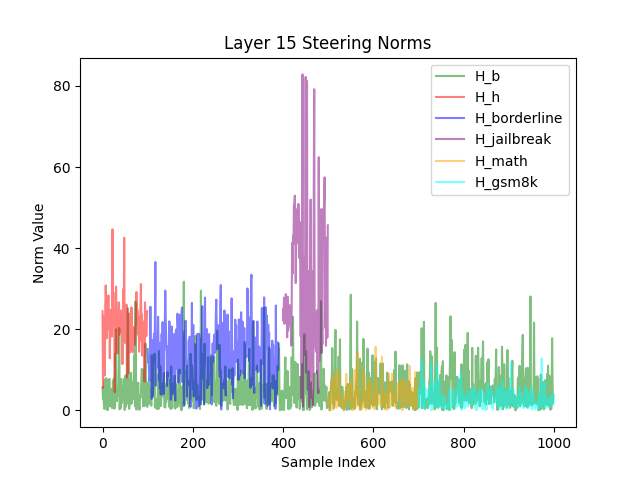 Layer 15 Steering Norms
Norm Value
80
60
40
20
0
0 200 400 600 800 1000
Sample Index
H_b
H_h
H_borderline
H_jailbreak
H_math
H_gsm8k